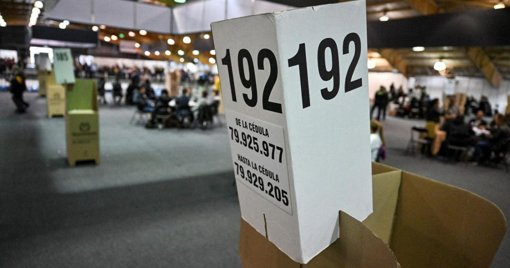 192
192
DE LA CÉDULA
79.925.977
HASTA LA CÉDULA
79.929.205